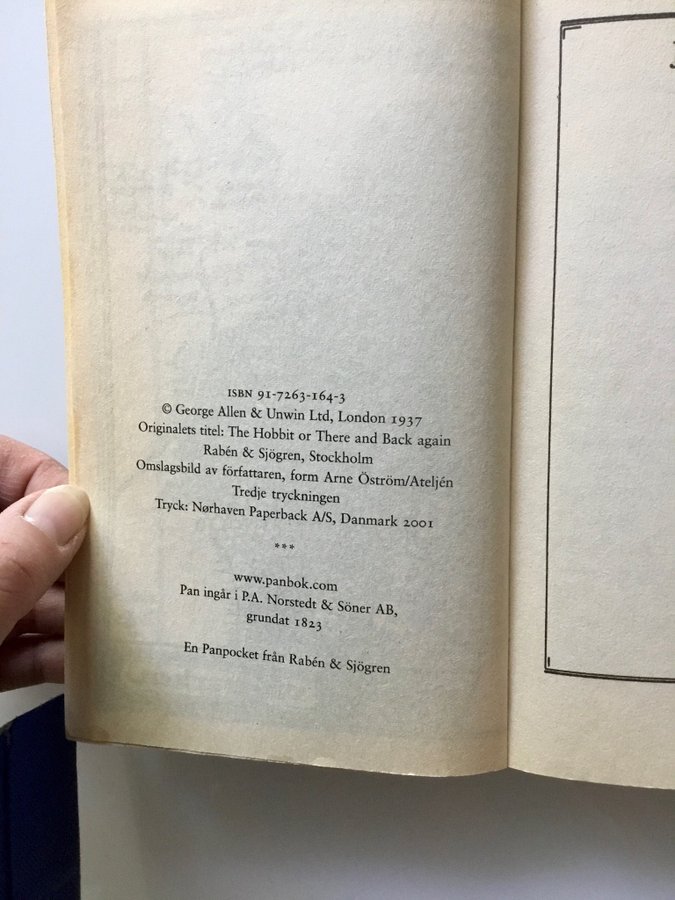 ISBN 91-7263-164-3
© George Allen & Unwin Ltd, London 1937
Originalets titel: The Hobbit or There and Back again
Rabén & Sjögren, Stockholm
Omslagsbild av författaren, form Arne Öström/Ateljén
Tredje tryckningen
Tryck: Nørhaven Paperback A/S, Danmark 2001
***
www.panbok.com
Pan ingår i P.A. Norstedt & Söner AB,
grundat 1823
En Panpocket från Rabén & Sjögren